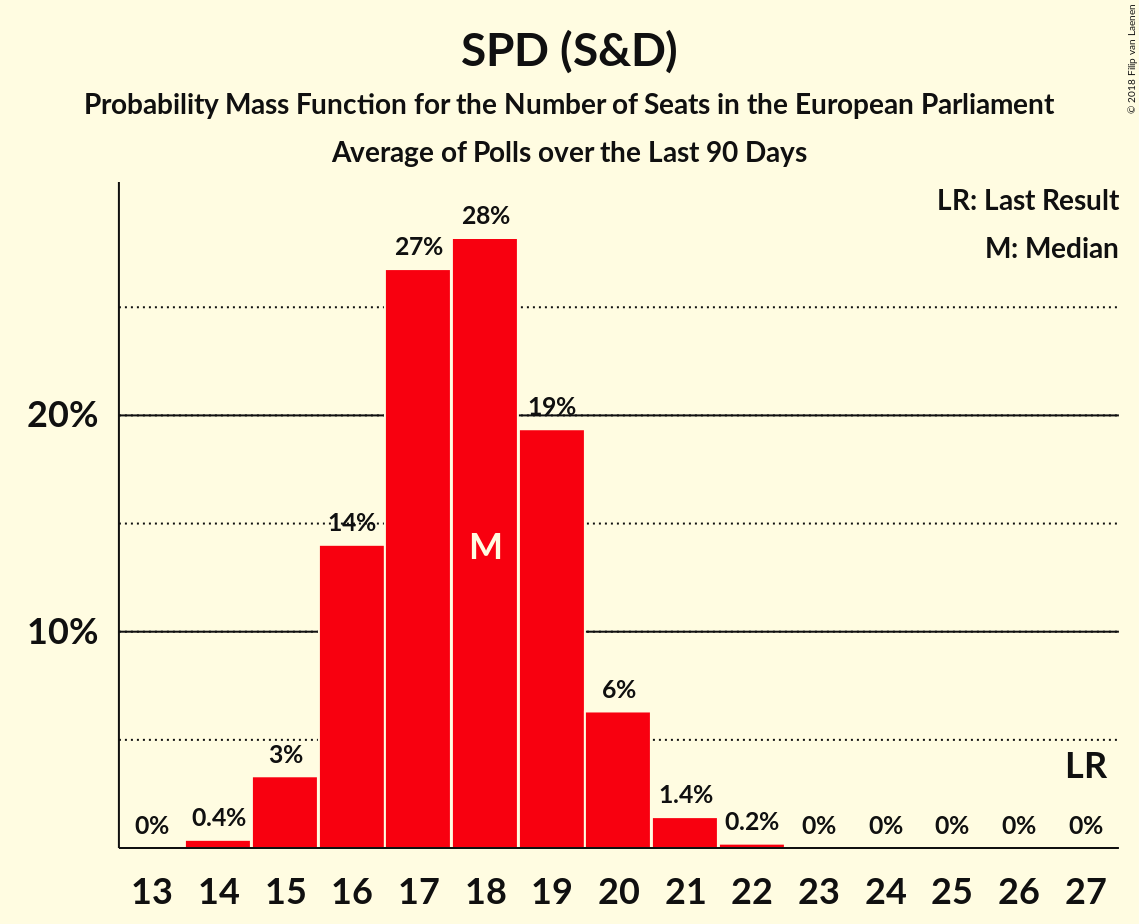 SPD (S&D)
Probability Mass Function for the Number of Seats in the European Parliament
Average of Polls over the Last 90 Days
© 2018 Filip van Laenen
LR: Last Result
M: Median
28%
27%
20%
19%
14%
M
10%
6%
3%
LR
1.4%
0% 0.4% 0.2% 0% 0% 0% 0% 0%
13 14 15 16 17 18 19 20 21 22 23 24 25 26 27